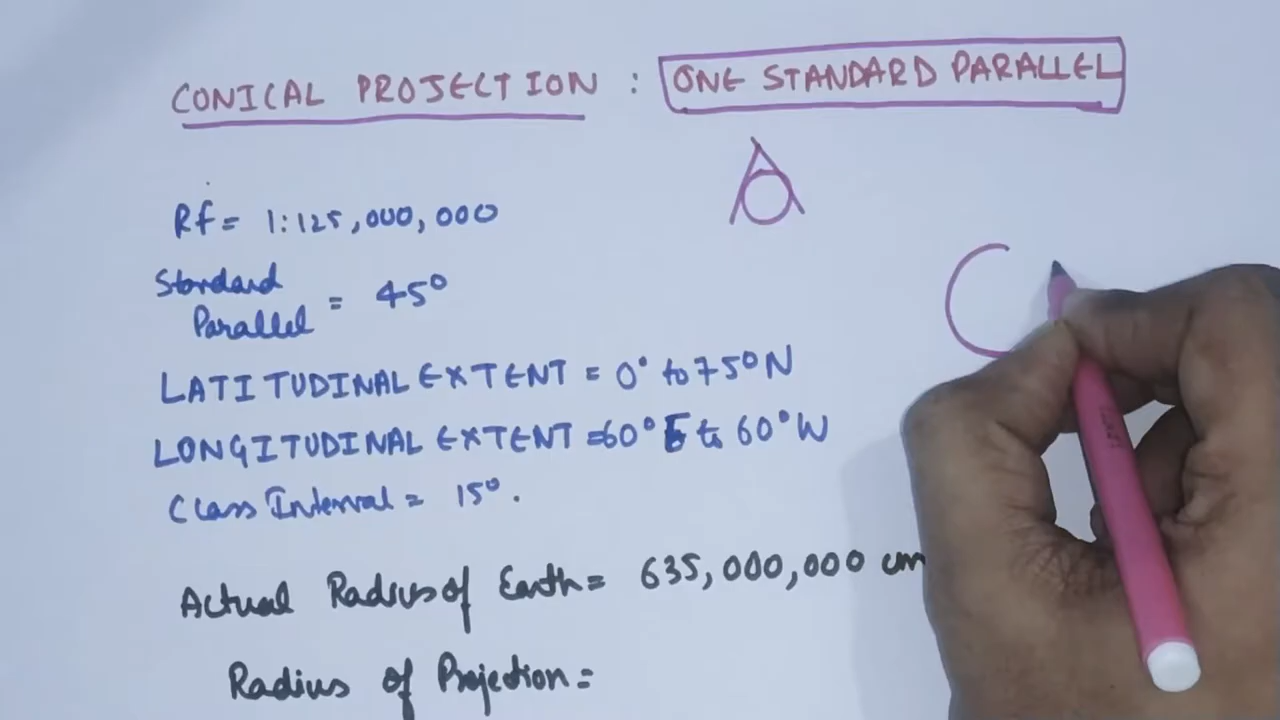 CONICAL PROJECTION : ONE STANDARD PARALLEL
Rf = 1:125,000,000
Standard
Parallel = 45°
LATITUDINAL EXTENT = 0° to 75°N
LONGITUDINAL EXTENT = 60° E to 60° W
Class Interval = 15°.
Actual Radius of Earth = 635,000,000 cm
Radius of Projection =